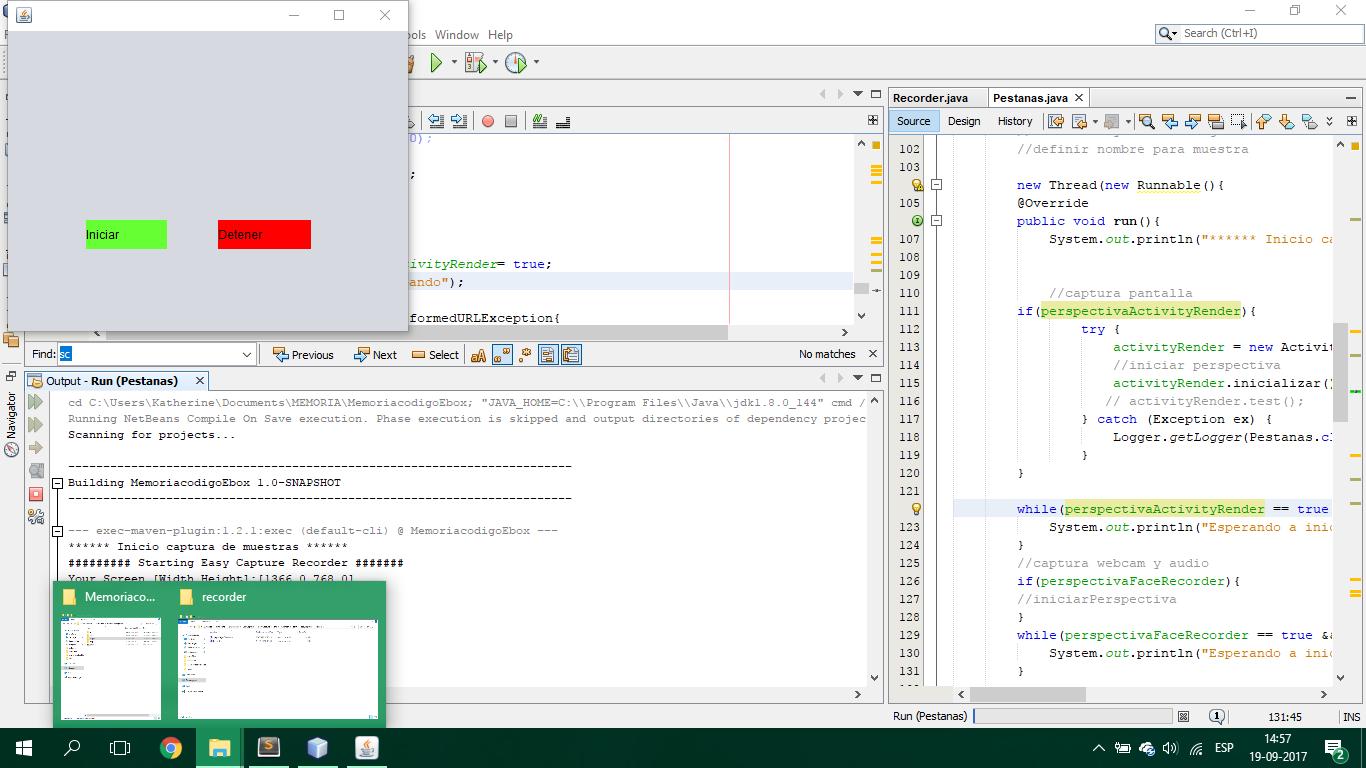 ools Window Help
Search (Ctrl+I)
Iniciar
Detener
0);
;
ivityRender= true;
ando");
formedURLException{
Find: sc
Previous
Next
Select
No matches
Output - Run (Pestanas)
cd C:\Users\Katherine\Documents\MEMORIA\MemoriacodigoEbox; "JAVA_HOME=C:\\Program Files\\Java\\jdk1.8.0_144" cmd /
Running NetBeans Compile On Save execution. Phase execution is skipped and output directories of dependency projec
Scanning for projects...
------------------------------------------------------------------------
Building MemoriacodigoEbox 1.0-SNAPSHOT
------------------------------------------------------------------------
--- exec-maven-plugin:1.2.1:exec (default-cli) @ MemoriacodigoEbox ---
****** Inicio captura de muestras ******
######### Starting Easy Capture Recorder #######
Your Screen [Width,Height]:[1366.0,768.0]
Memoriaco...
recorder
Navigator
Recorder.java
Pestanas.java
Source
Design
History
102 //definir nombre para muestra
103
new Thread(new Runnable(){
105 @Override
public void run(){
107 System.out.println("****** Inicio ca
108
109
110 //captura pantalla
111 if(perspectivaActivityRender){
112 try {
113 activityRender = new Activit
114 //iniciar perspectiva
115 activityRender.inicializar()
116 // activityRender.test();
117 } catch (Exception ex) {
118 Logger.getLogger(Pestanas.cl
119 }
120 }
121
while(perspectivaActivityRender == true
123 System.out.println("Esperando a inic
124 }
125 //captura webcam y audio
126 if(perspectivaFaceRecorder){
127 //iniciarPerspectiva
128 }
129 while(perspectivaFaceRecorder == true &&
130 System.out.println("Esperando a inic
131 }
Run (Pestanas)
1
131:45
INS
ESP
14:57
19-09-2017
2